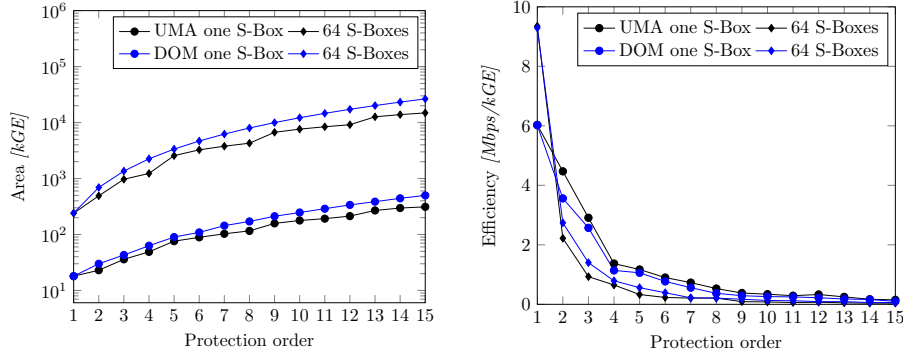 UMA one S-Box 64 S-Boxes
DOM one S-Box 64 S-Boxes
Area [kGE]
10^6
10^5
10^4
10^3
10^2
10^1
1 2 3 4 5 6 7 8 9 10 11 12 13 14 15
Protection order
UMA one S-Box 64 S-Boxes
DOM one S-Box 64 S-Boxes
Efficiency [Mbps/kGE]
10
8
6
4
2
0
1 2 3 4 5 6 7 8 9 10 11 12 13 14 15
Protection order